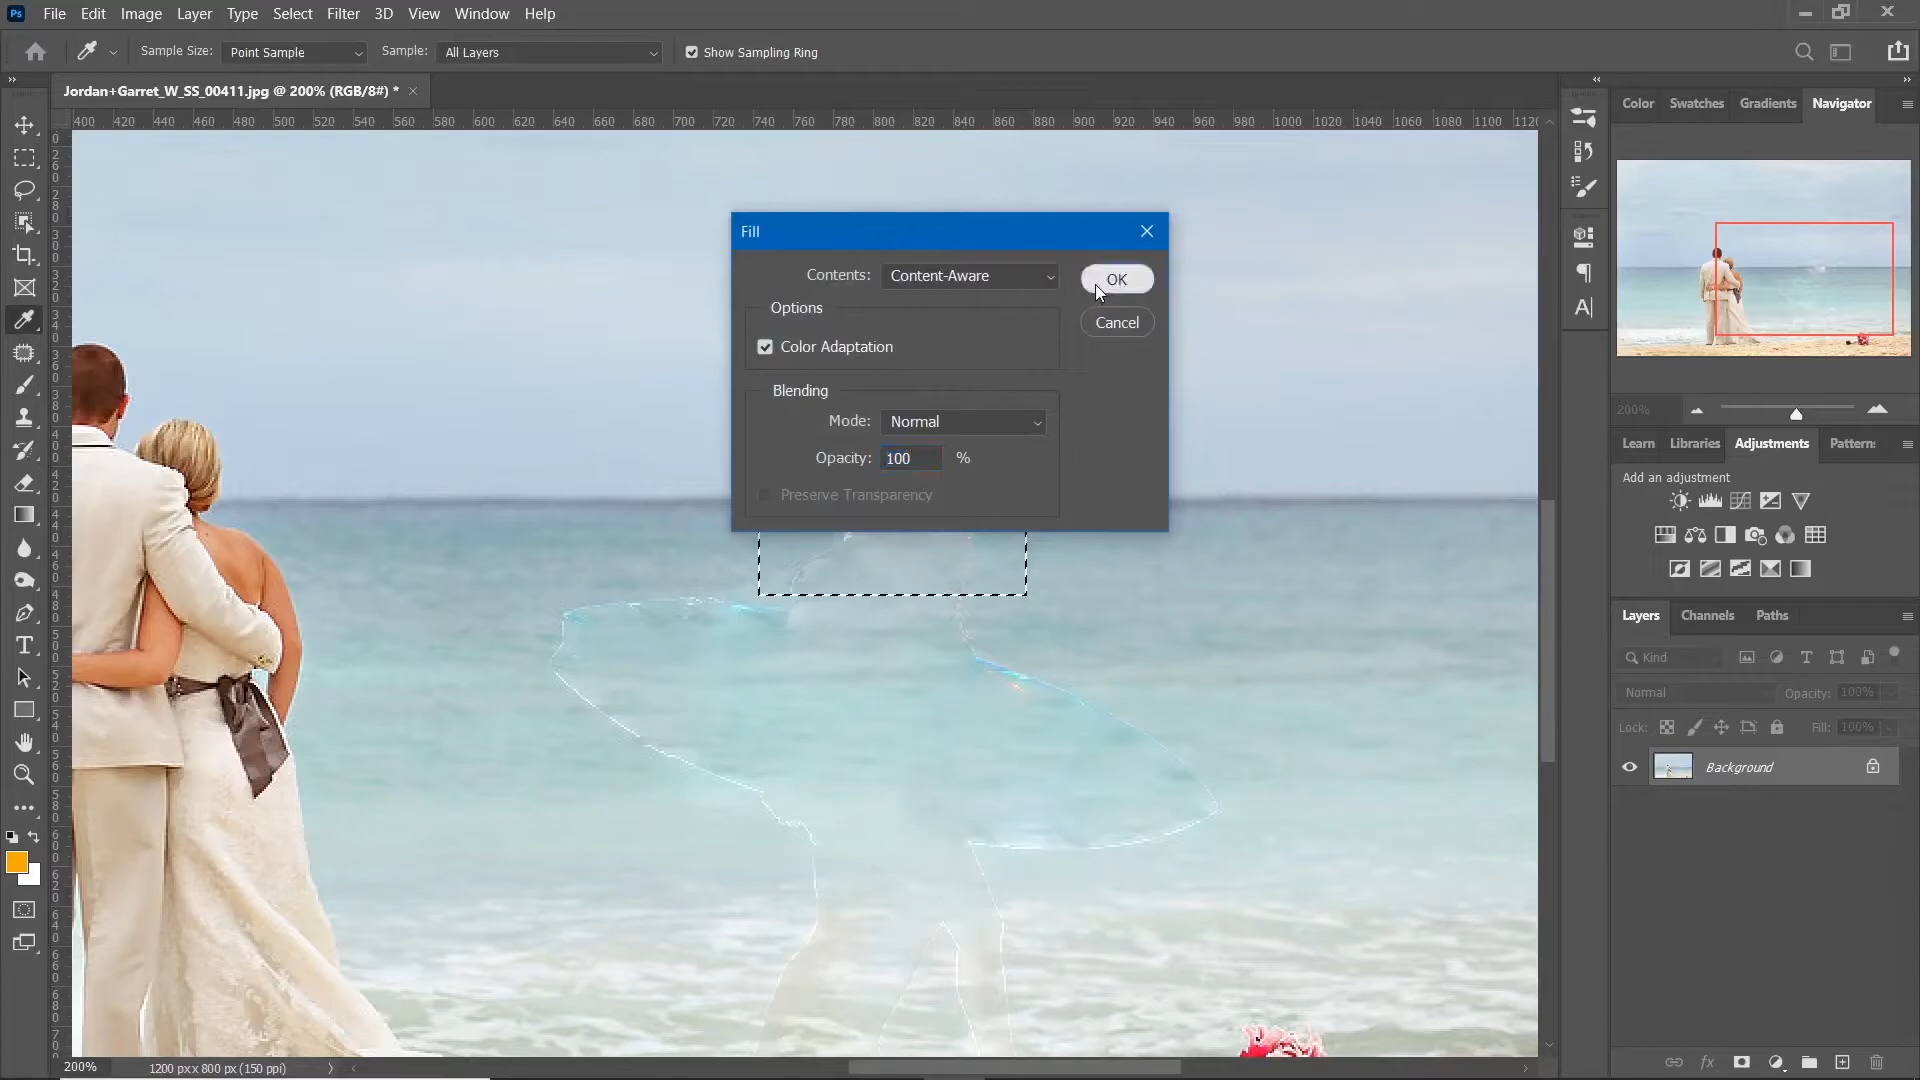 Ps File Edit Image Layer Type Select Filter 3D View Window Help
Sample Size: Point Sample Sample: All Layers Show Sampling Ring
Jordan+Garret_W_SS_00411.jpg @ 200% (RGB/8#) *
400 420 440 460 480 500 520 540 560 580 600 620 640 660 680 700 720 740 760 780 800 820 840 860 880 900 920 940 960 980 1000 1020 1040 1060 1080 1100
Color Swatches Gradients Navigator
Fill
Contents: Content-Aware
OK
Options
Cancel
Color Adaptation
Blending
Mode: Normal
Opacity: 100 %
Preserve Transparency
200%
Learn Libraries Adjustments Pattern
Add an adjustment
Layers Channels Paths
Kind
Normal Opacity: 100%
Lock: Fill: 100%
Background
200% 1200 px x 800 px (150 ppi)